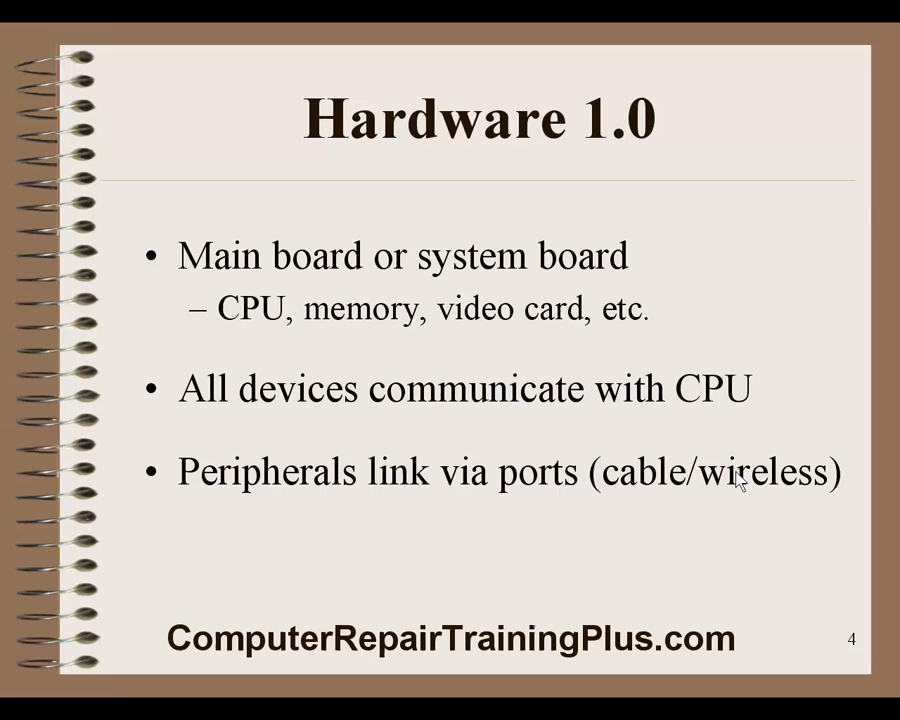 Hardware 1.0
• Main board or system board
– CPU, memory, video card, etc.
• All devices communicate with CPU
• Peripherals link via ports (cable/wireless)
ComputerRepairTrainingPlus.com
4